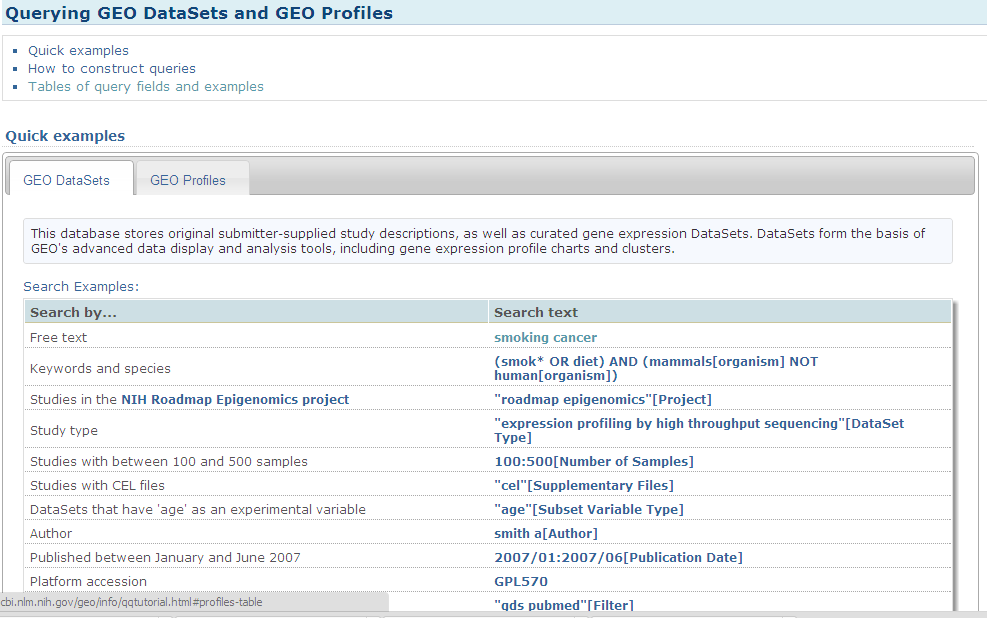 Querying GEO DataSets and GEO Profiles
Quick examples
How to construct queries
Tables of query fields and examples
Quick examples
GEO DataSets
GEO Profiles
This database stores original submitter-supplied study descriptions, as well as curated gene expression DataSets. DataSets form the basis of
GEO's advanced data display and analysis tools, including gene expression profile charts and clusters.
Search Examples:
Search by... Search text
Free text smoking cancer
Keywords and species (smok* OR diet) AND (mammals[organism] NOT
human[organism])
Studies in the NIH Roadmap Epigenomics project "roadmap epigenomics"[Project]
Study type "expression profiling by high throughput sequencing"[DataSet
Type]
Studies with between 100 and 500 samples 100:500[Number of Samples]
Studies with CEL files "cel"[Supplementary Files]
DataSets that have 'age' as an experimental variable "age"[Subset Variable Type]
Author smith a[Author]
Published between January and June 2007 2007/01:2007/06[Publication Date]
Platform accession GPL570
"gds pubmed"[Filter]
cbi.nlm.nih.gov/geo/info/qqtutorial.html#profiles-table